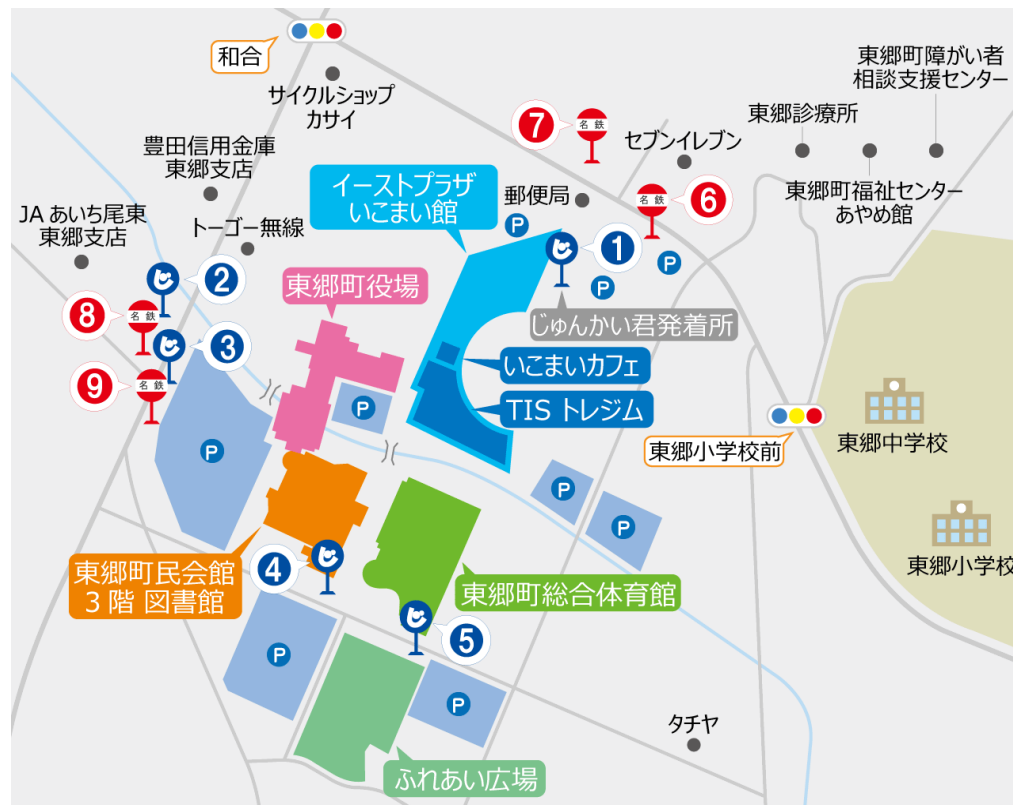 和合
サイクルショップ
カサイ
豊田信用金庫
東郷支店
JAあいち尾東
東郷支店
トーゴー無線
イーストプラザ
いこまい館
郵便局
7
名鉄
セブンイレブン
名鉄
6
東郷診療所
東郷町障がい者
相談支援センター
東郷町福祉センター
あやめ館
P
1
P
P
じゅんかい君発着所
2
8
名鉄
3
9
名鉄
東郷町役場
いこまいカフェ
TIS トレジム
P
P
東郷小学校前
東郷中学校
P
P
東郷小学校
東郷町民会館
3階 図書館
4
東郷町総合体育館
5
P
P
ふれあい広場
タチヤ